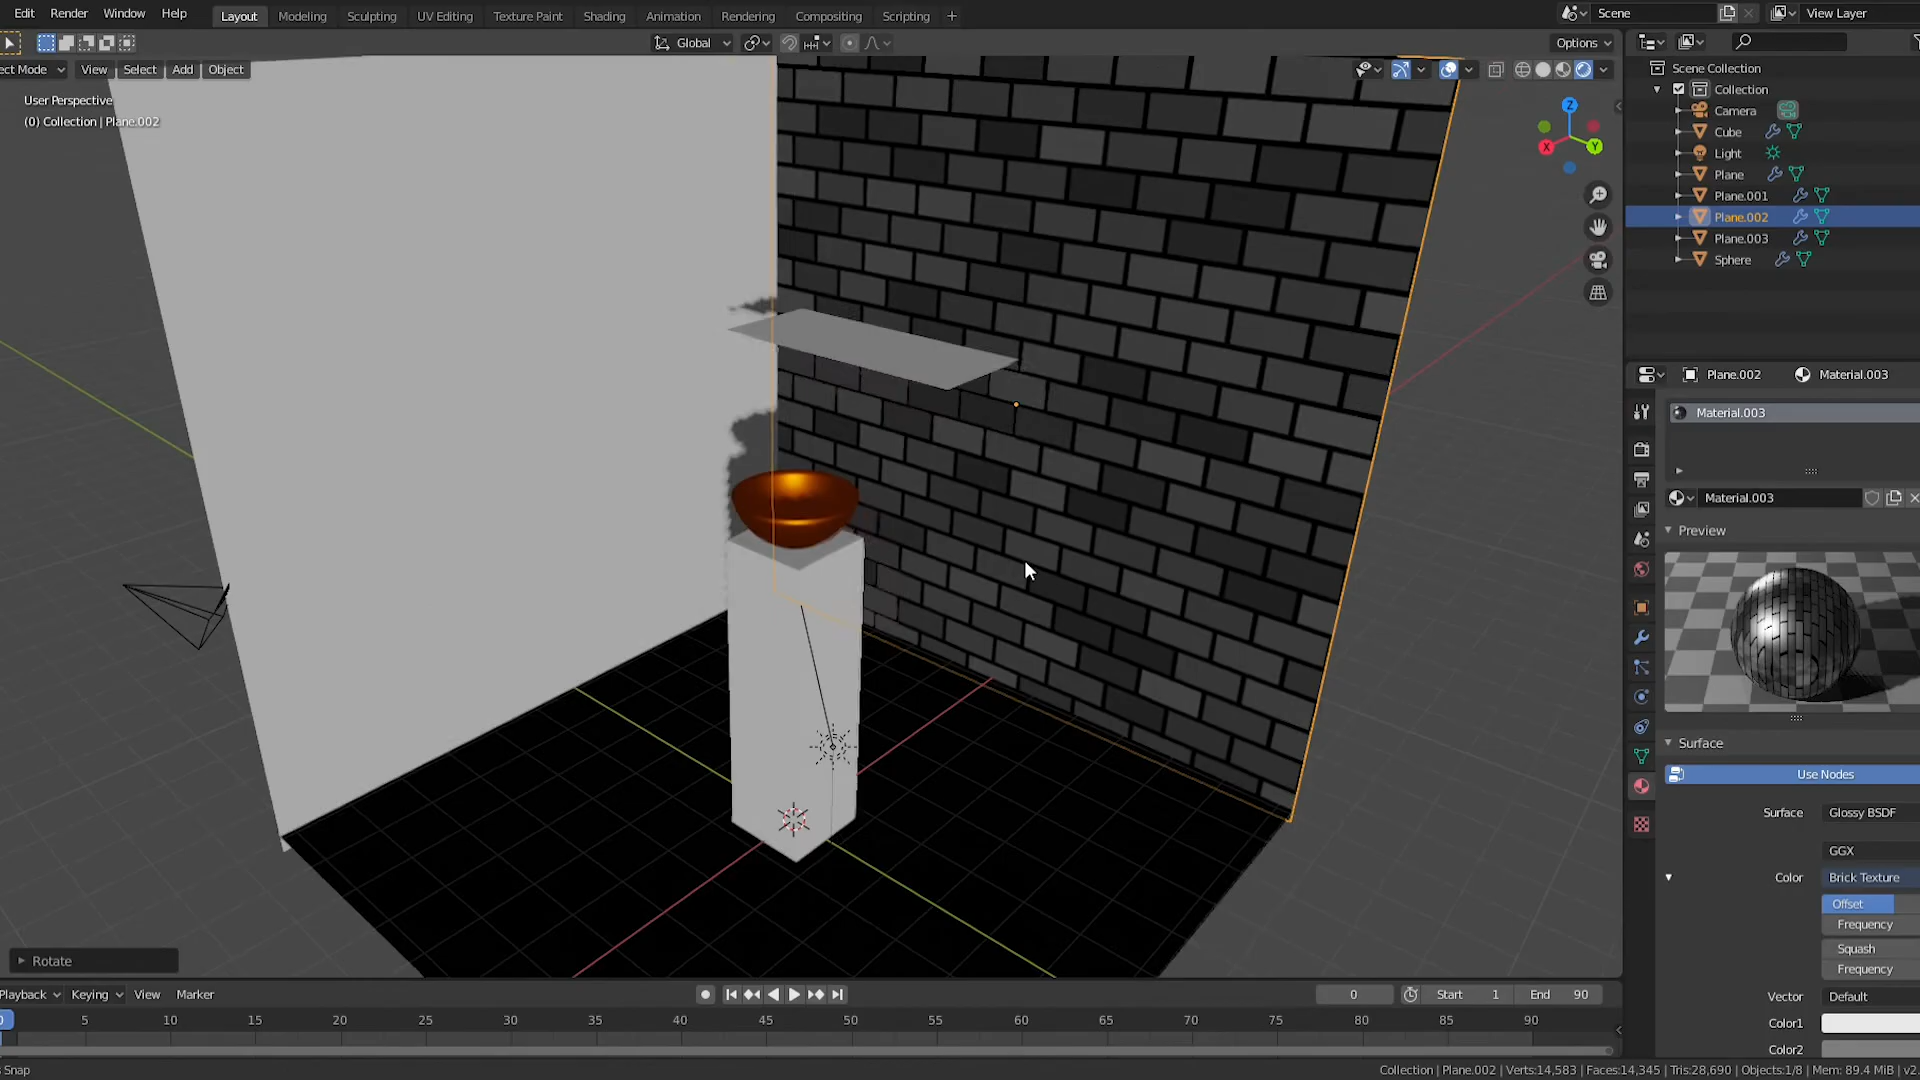 Edit Render Window Help Layout Modeling Sculpting UV Editing Texture Paint Shading Animation Rendering Compositing Scripting + Scene View Layer
Global Options
ect Mode View Select Add Object
User Perspective
(0) Collection | Plane.002
Z
X Y
Scene Collection
Collection
Camera
Cube
Light
Plane
Plane.001
Plane.002
Plane.003
Sphere
Plane.002 Material.003
Material.003
Material.003
Preview
Surface
Use Nodes
Surface Glossy BSDF
GGX
Color Brick Texture
Offset
Frequency
Squash
Frequency
Vector Default
Color1
Color2
Rotate
Playback Keying View Marker 0 Start 1 End 90
0 5 10 15 20 25 30 35 40 45 50 55 60 65 70 75 80 85 90
Snap Collection | Plane.002 | Verts:14,583 | Faces:14,345 | Tris:28,690 | Objects:1/8 | Mem: 89.4 MiB | v2.